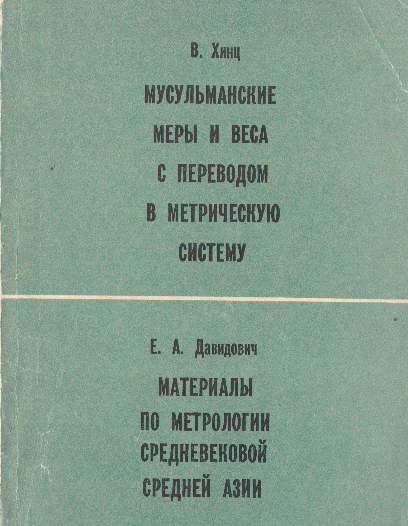 В. Хинц
МУСУЛЬМАНСКИЕ
МЕРЫ И ВЕСА
С ПЕРЕВОДОМ
В МЕТРИЧЕСКУЮ
СИСТЕМУ
Е. А. Давидович
МАТЕРИАЛЫ
ПО МЕТРОЛОГИИ
СРЕДНЕВЕКОВОЙ
СРЕДНЕЙ АЗИИ